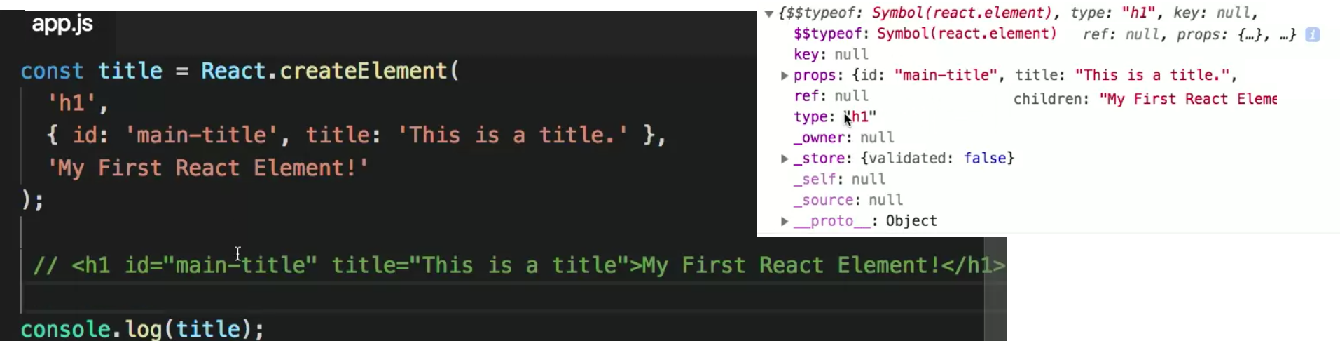 app.js
const title = React.createElement(
'h1',
{ id: 'main-title', title: 'This is a title.' },
'My First React Element!'
);
// <h1 id="main-title" title="This is a title">My First React Element!</h1>
console.log(title);
{$$typeof: Symbol(react.element), type: "h1", key: null,
$$typeof: Symbol(react.element) ref: null, props: {…}, …}
key: null
props: {id: "main-title", title: "This is a title.",
ref: null children: "My First React Eleme
type: "h1"
_owner: null
_store: {validated: false}
_self: null
_source: null
__proto__: Object